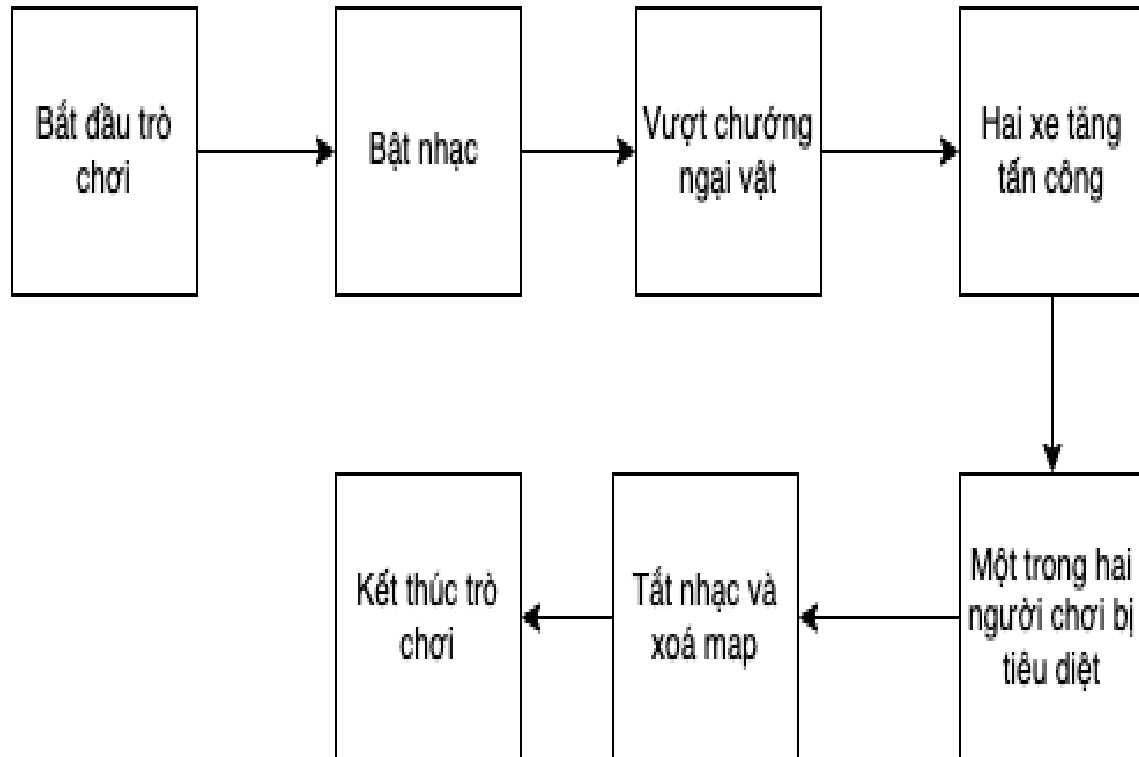 Bắt đầu trò
chơi
Bật nhạc
Vượt chướng
ngại vật
Hai xe tăng
tấn công
Một trong hai
người chơi bị
tiêu diệt
Tắt nhạc và
xoá map
Kết thúc trò
chơi